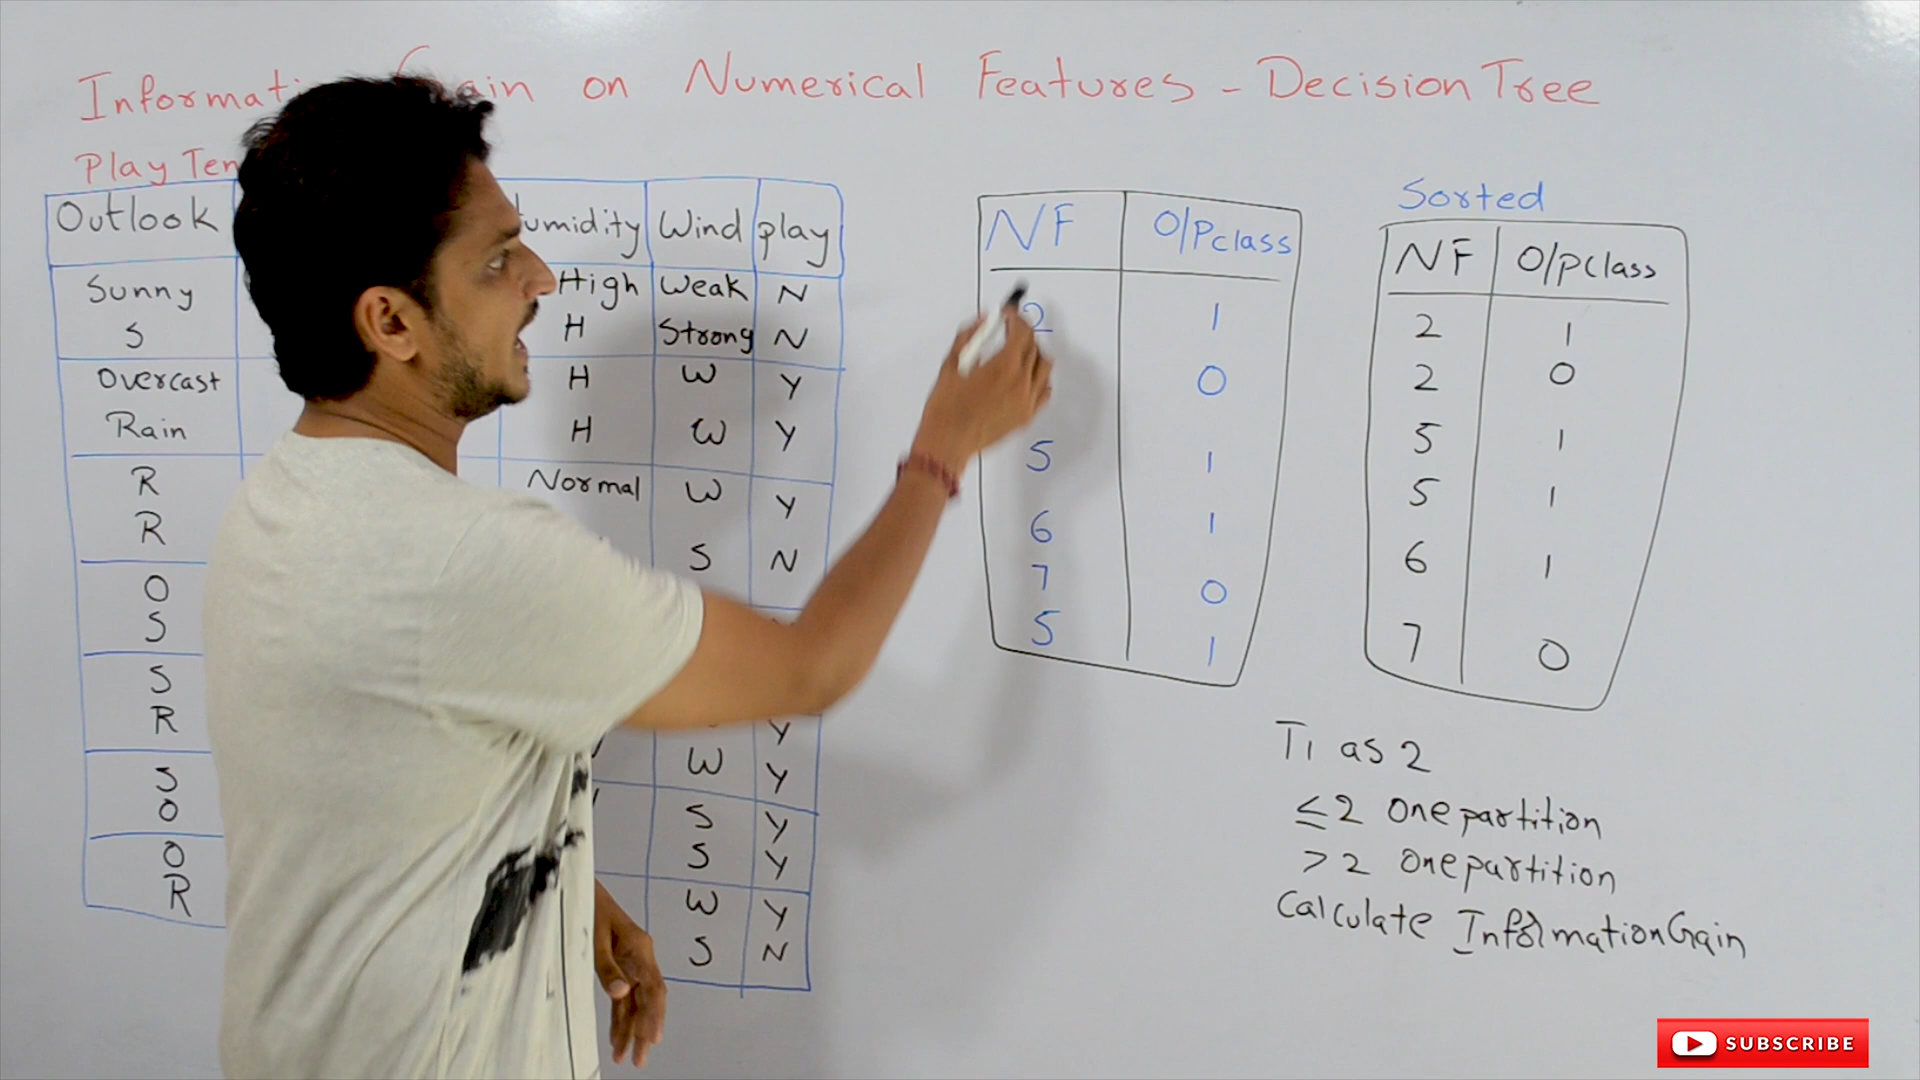 Information Gain on Numerical Features - Decision Tree
Play Ten
Outlook umidity Wind play
Sunny High Weak N
S H Strong N
Overcast H W Y
Rain H W Y
R Normal W Y
R S N
O
S
S
R Y
S W Y
O S Y
O S Y
R W Y
S N
NF O/P class
2 1
0
5 1
6 1
7 0
5 1
Sorted
NF O/P class
2 1
2 0
5 1
5 1
6 1
7 0
T1 as 2
≤2 one partition
>2 one partition
Calculate Information Gain
SUBSCRIBE